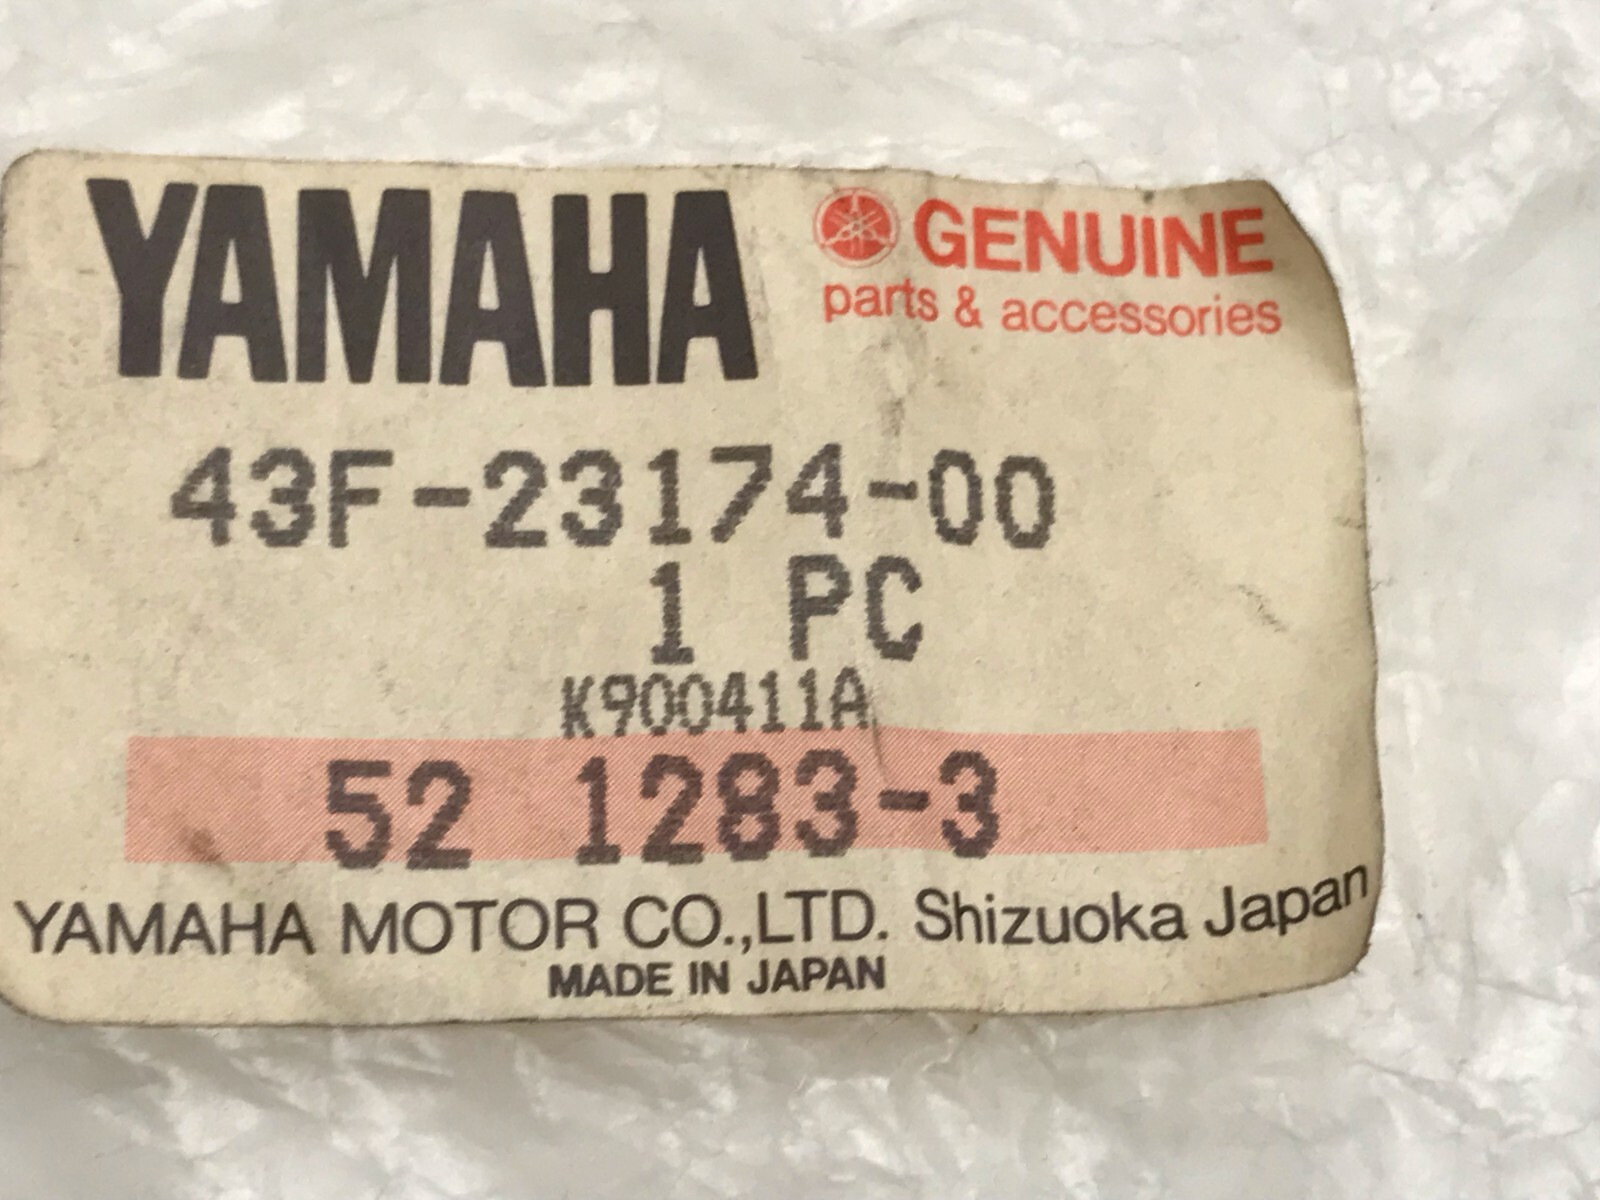 YAMAHA GENUINE
parts & accessories
43F-23174-00
1 PC
K900411A
52 1283-3
YAMAHA MOTOR CO.,LTD. Shizuoka Japan
MADE IN JAPAN